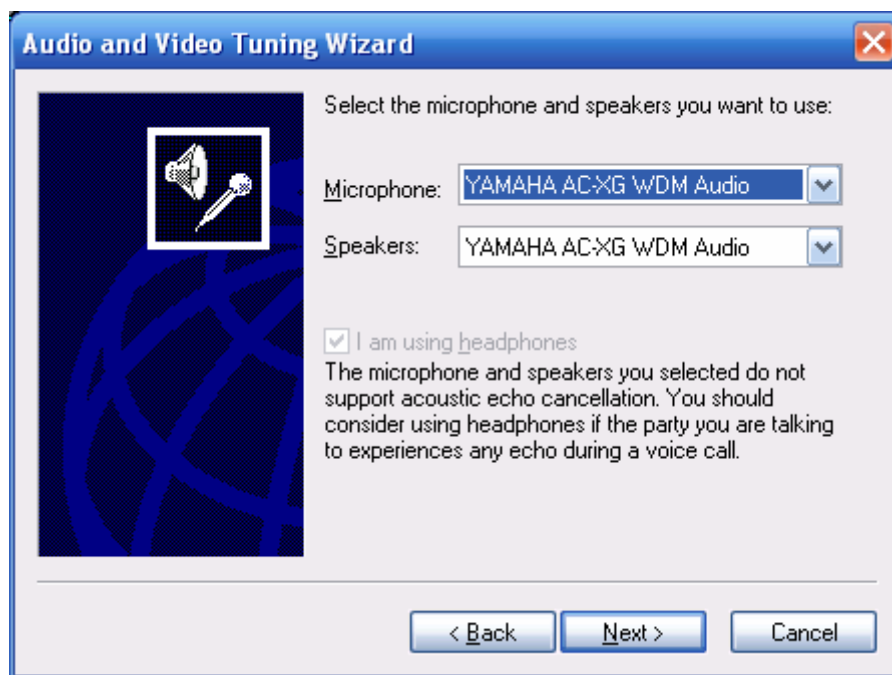 Audio and Video Tuning Wizard
Select the microphone and speakers you want to use:
Microphone: YAMAHA AC-XG WDM Audio
Speakers: YAMAHA AC-XG WDM Audio
I am using headphones
The microphone and speakers you selected do not
support acoustic echo cancellation. You should
consider using headphones if the party you are talking
to experiences any echo during a voice call.
< Back Next > Cancel